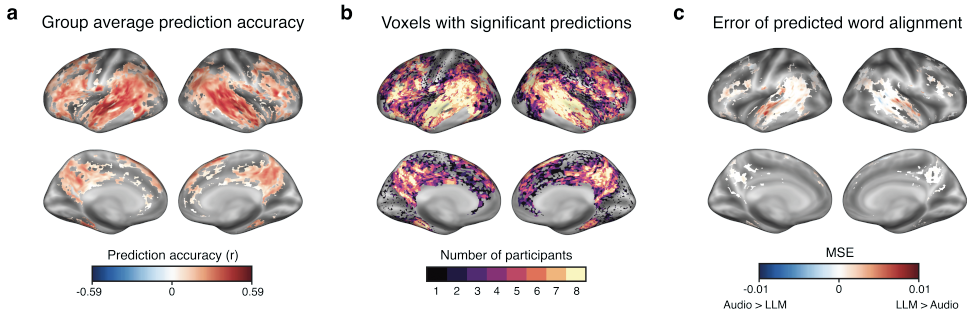 a
Group average prediction accuracy
Prediction accuracy (r)
-0.59 0 0.59
b
Voxels with significant predictions
Number of participants
1 2 3 4 5 6 7 8
c
Error of predicted word alignment
MSE
-0.01 0 0.01
Audio > LLM LLM > Audio